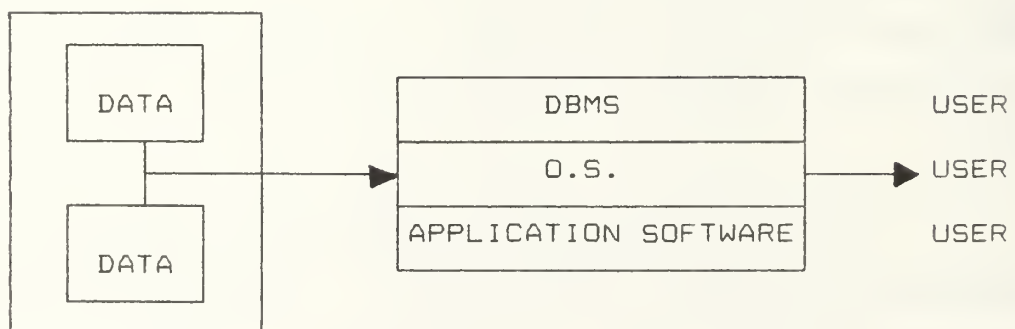 DATA
DATA
DBMS
O.S.
APPLICATION SOFTWARE
USER
USER
USER